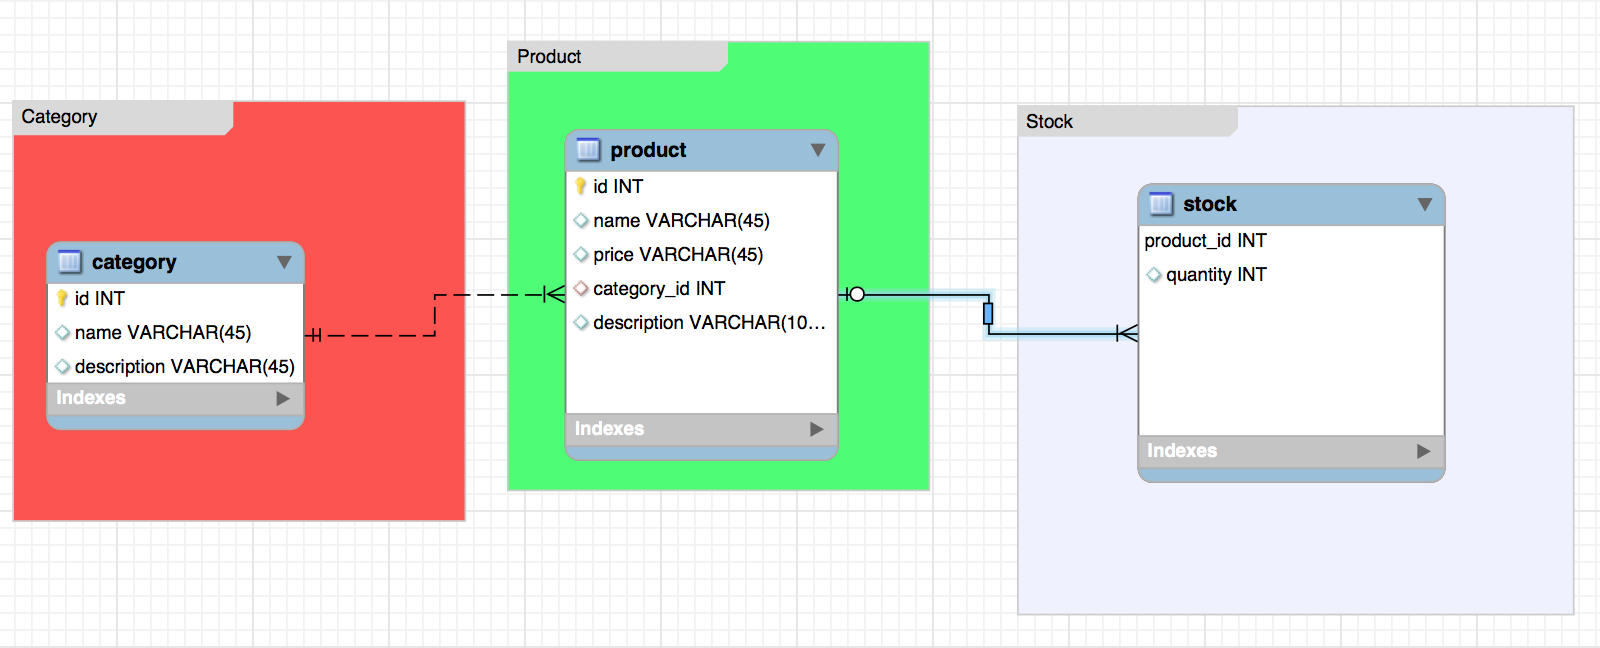 Category
category
id INT
name VARCHAR(45)
description VARCHAR(45)
Indexes
Product
product
id INT
name VARCHAR(45)
price VARCHAR(45)
category_id INT
description VARCHAR(10...
Indexes
Stock
stock
product_id INT
quantity INT
Indexes